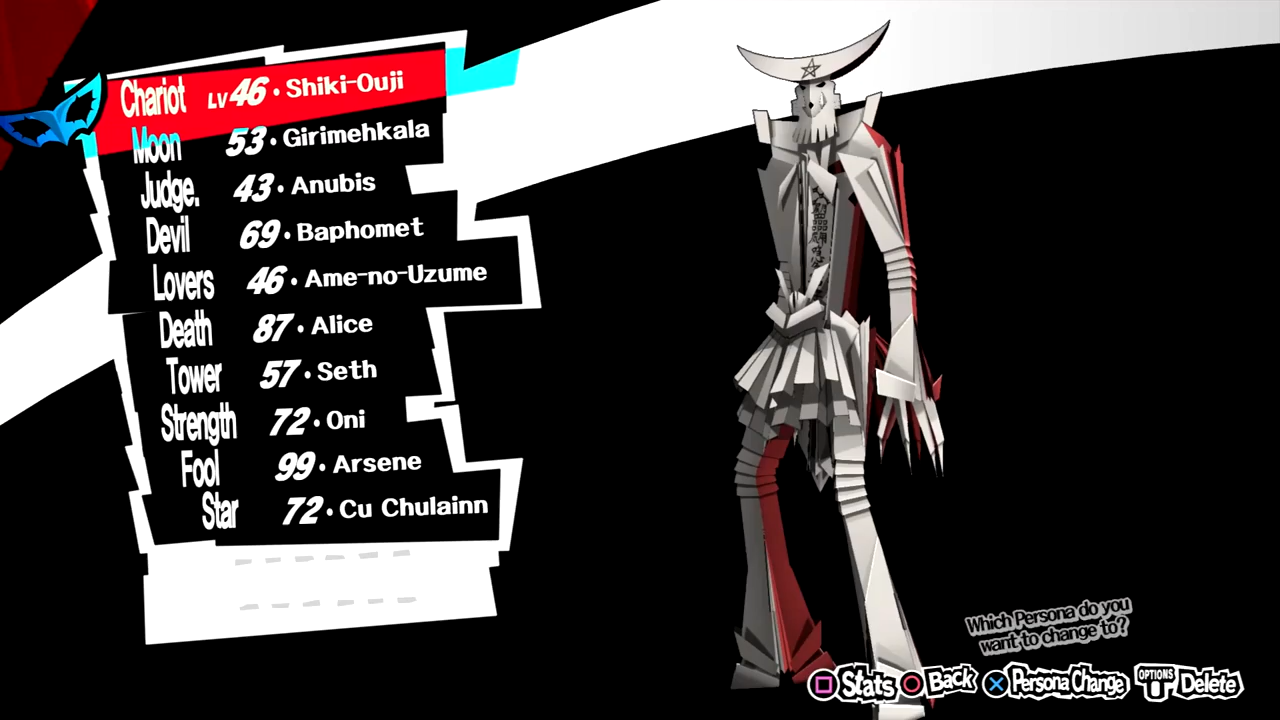 Chariot LV46・Shiki-Ouji
Moon 53・Girimehkala
Judge. 43・Anubis
Devil 69・Baphomet
Lovers 46・Ame-no-Uzume
Death 87・Alice
Tower 57・Seth
Strength 72・Oni
Fool 99・Arsene
Star 72・Cu Chulainn
Which Persona do you
want to change to?
Stats Back Persona Change OPTIONS Delete